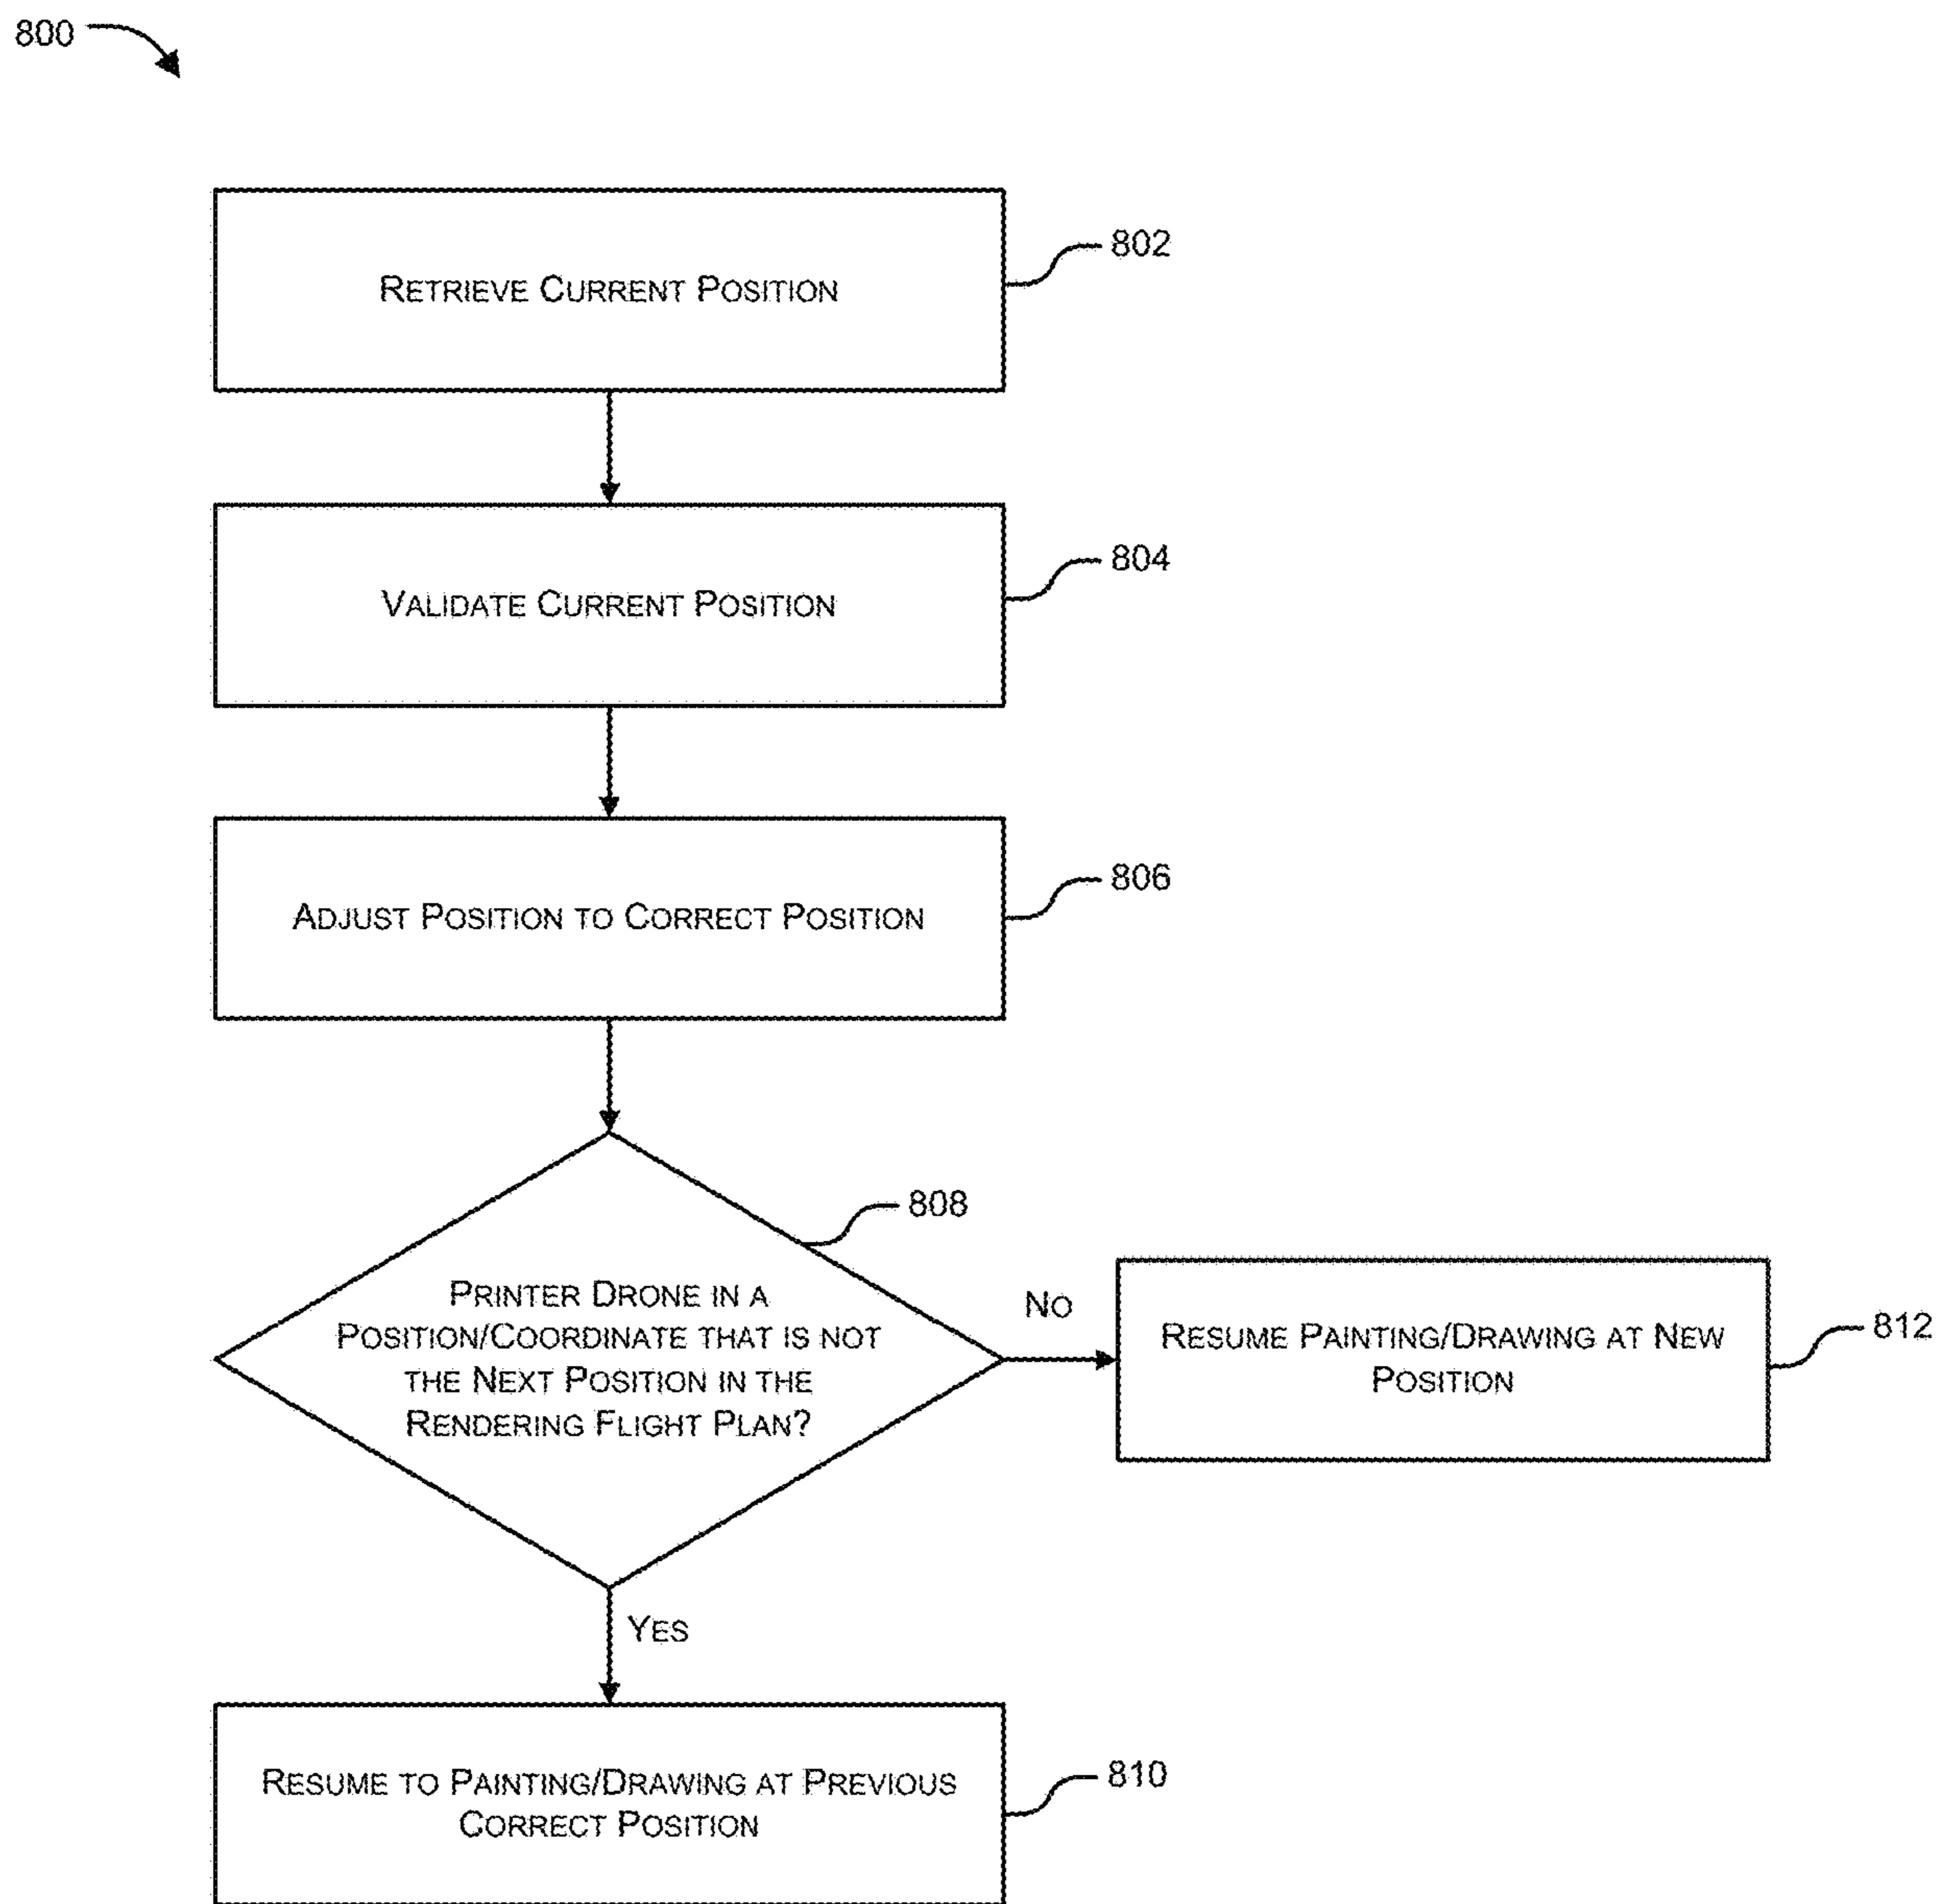 800
RETRIEVE CURRENT POSITION
802
VALIDATE CURRENT POSITION
804
ADJUST POSITION TO CORRECT POSITION
806
808
PRINTER DRONE IN A
POSITION/COORDINATE THAT IS NOT
THE NEXT POSITION IN THE
RENDERING FLIGHT PLAN?
NO
RESUME PAINTING/DRAWING AT NEW
POSITION
812
YES
RESUME TO PAINTING/DRAWING AT PREVIOUS
CORRECT POSITION
810